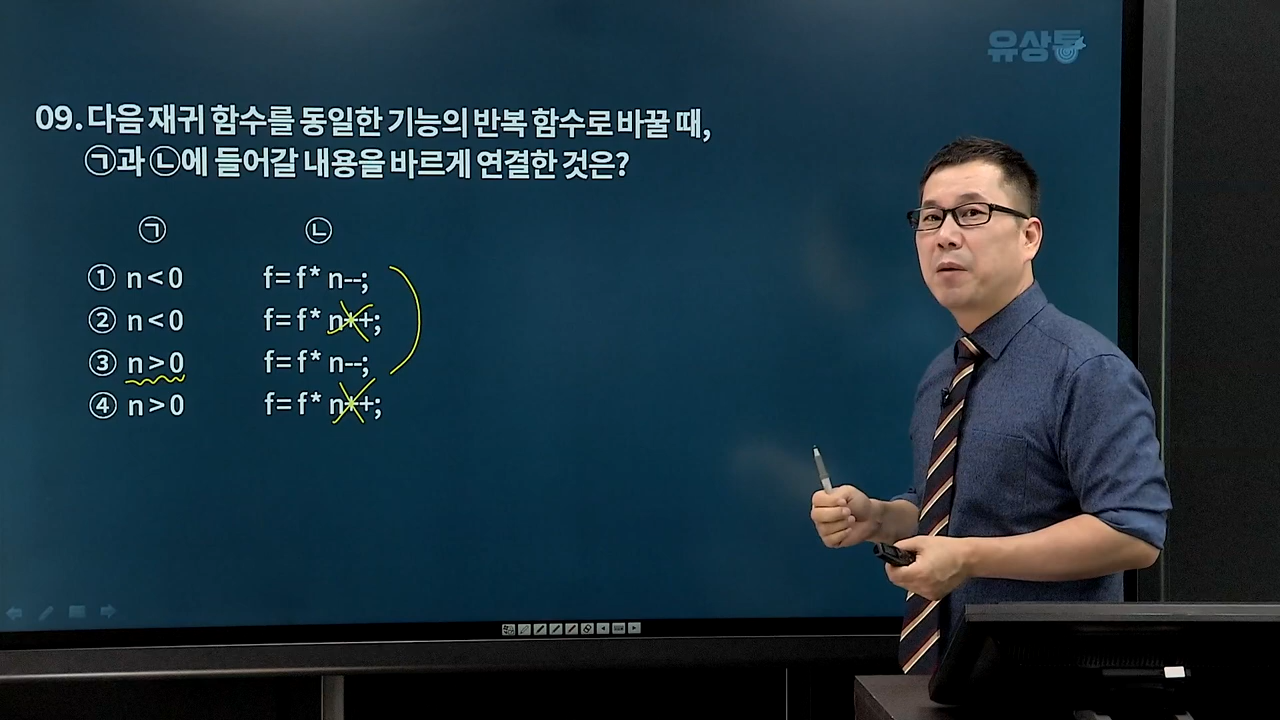 유상통
09. 다음 재귀 함수를 동일한 기능의 반복 함수로 바꿀 때,
㉠과 ㉡에 들어갈 내용을 바르게 연결한 것은?
㉠ ㉡
① n < 0 f= f * n--;
② n < 0 f= f * n++;
③ n > 0 f= f * n--;
④ n > 0 f= f * n++;